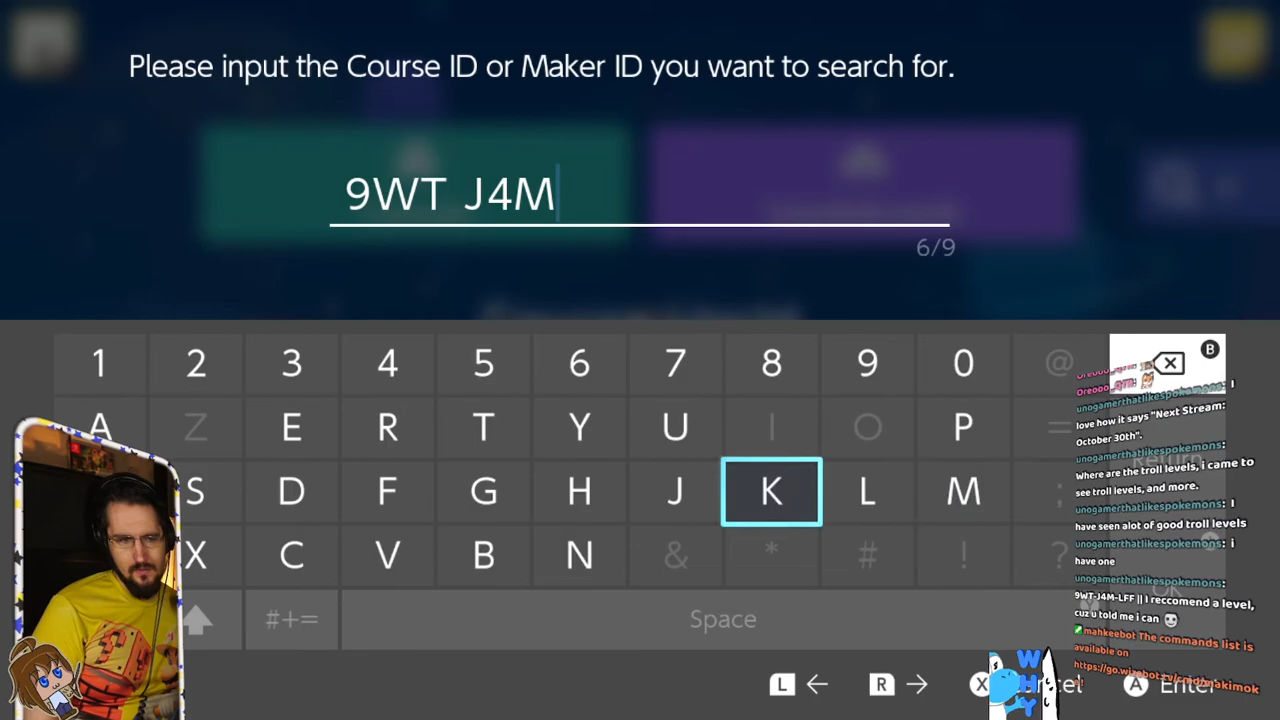 Please input the Course ID or Maker ID you want to search for.
9WT J4M
6/9
1 2 3 4 5 6 7 8 9 0 @ B
A Z E R T Y U I O P =
S D F G H J K L M ;
X C V B N & * # ! ?
#+= Space
L ← R → X A Enter
unogamerthatlikespokemons: I
love how it says "Next Stream:
October 30th".
unogamerthatlikespokemons:
Where are the troll levels, i came to
see troll levels, and more.
unogamerthatlikespokemons: I
have seen alot of good troll levels
unogamerthatlikespokemons: i
have one
unogamerthatlikespokemons:
9WT-J4M-LFF || I reccomend a level,
cuz u told me i can
mahkeebot The commands list is
available on
WHY